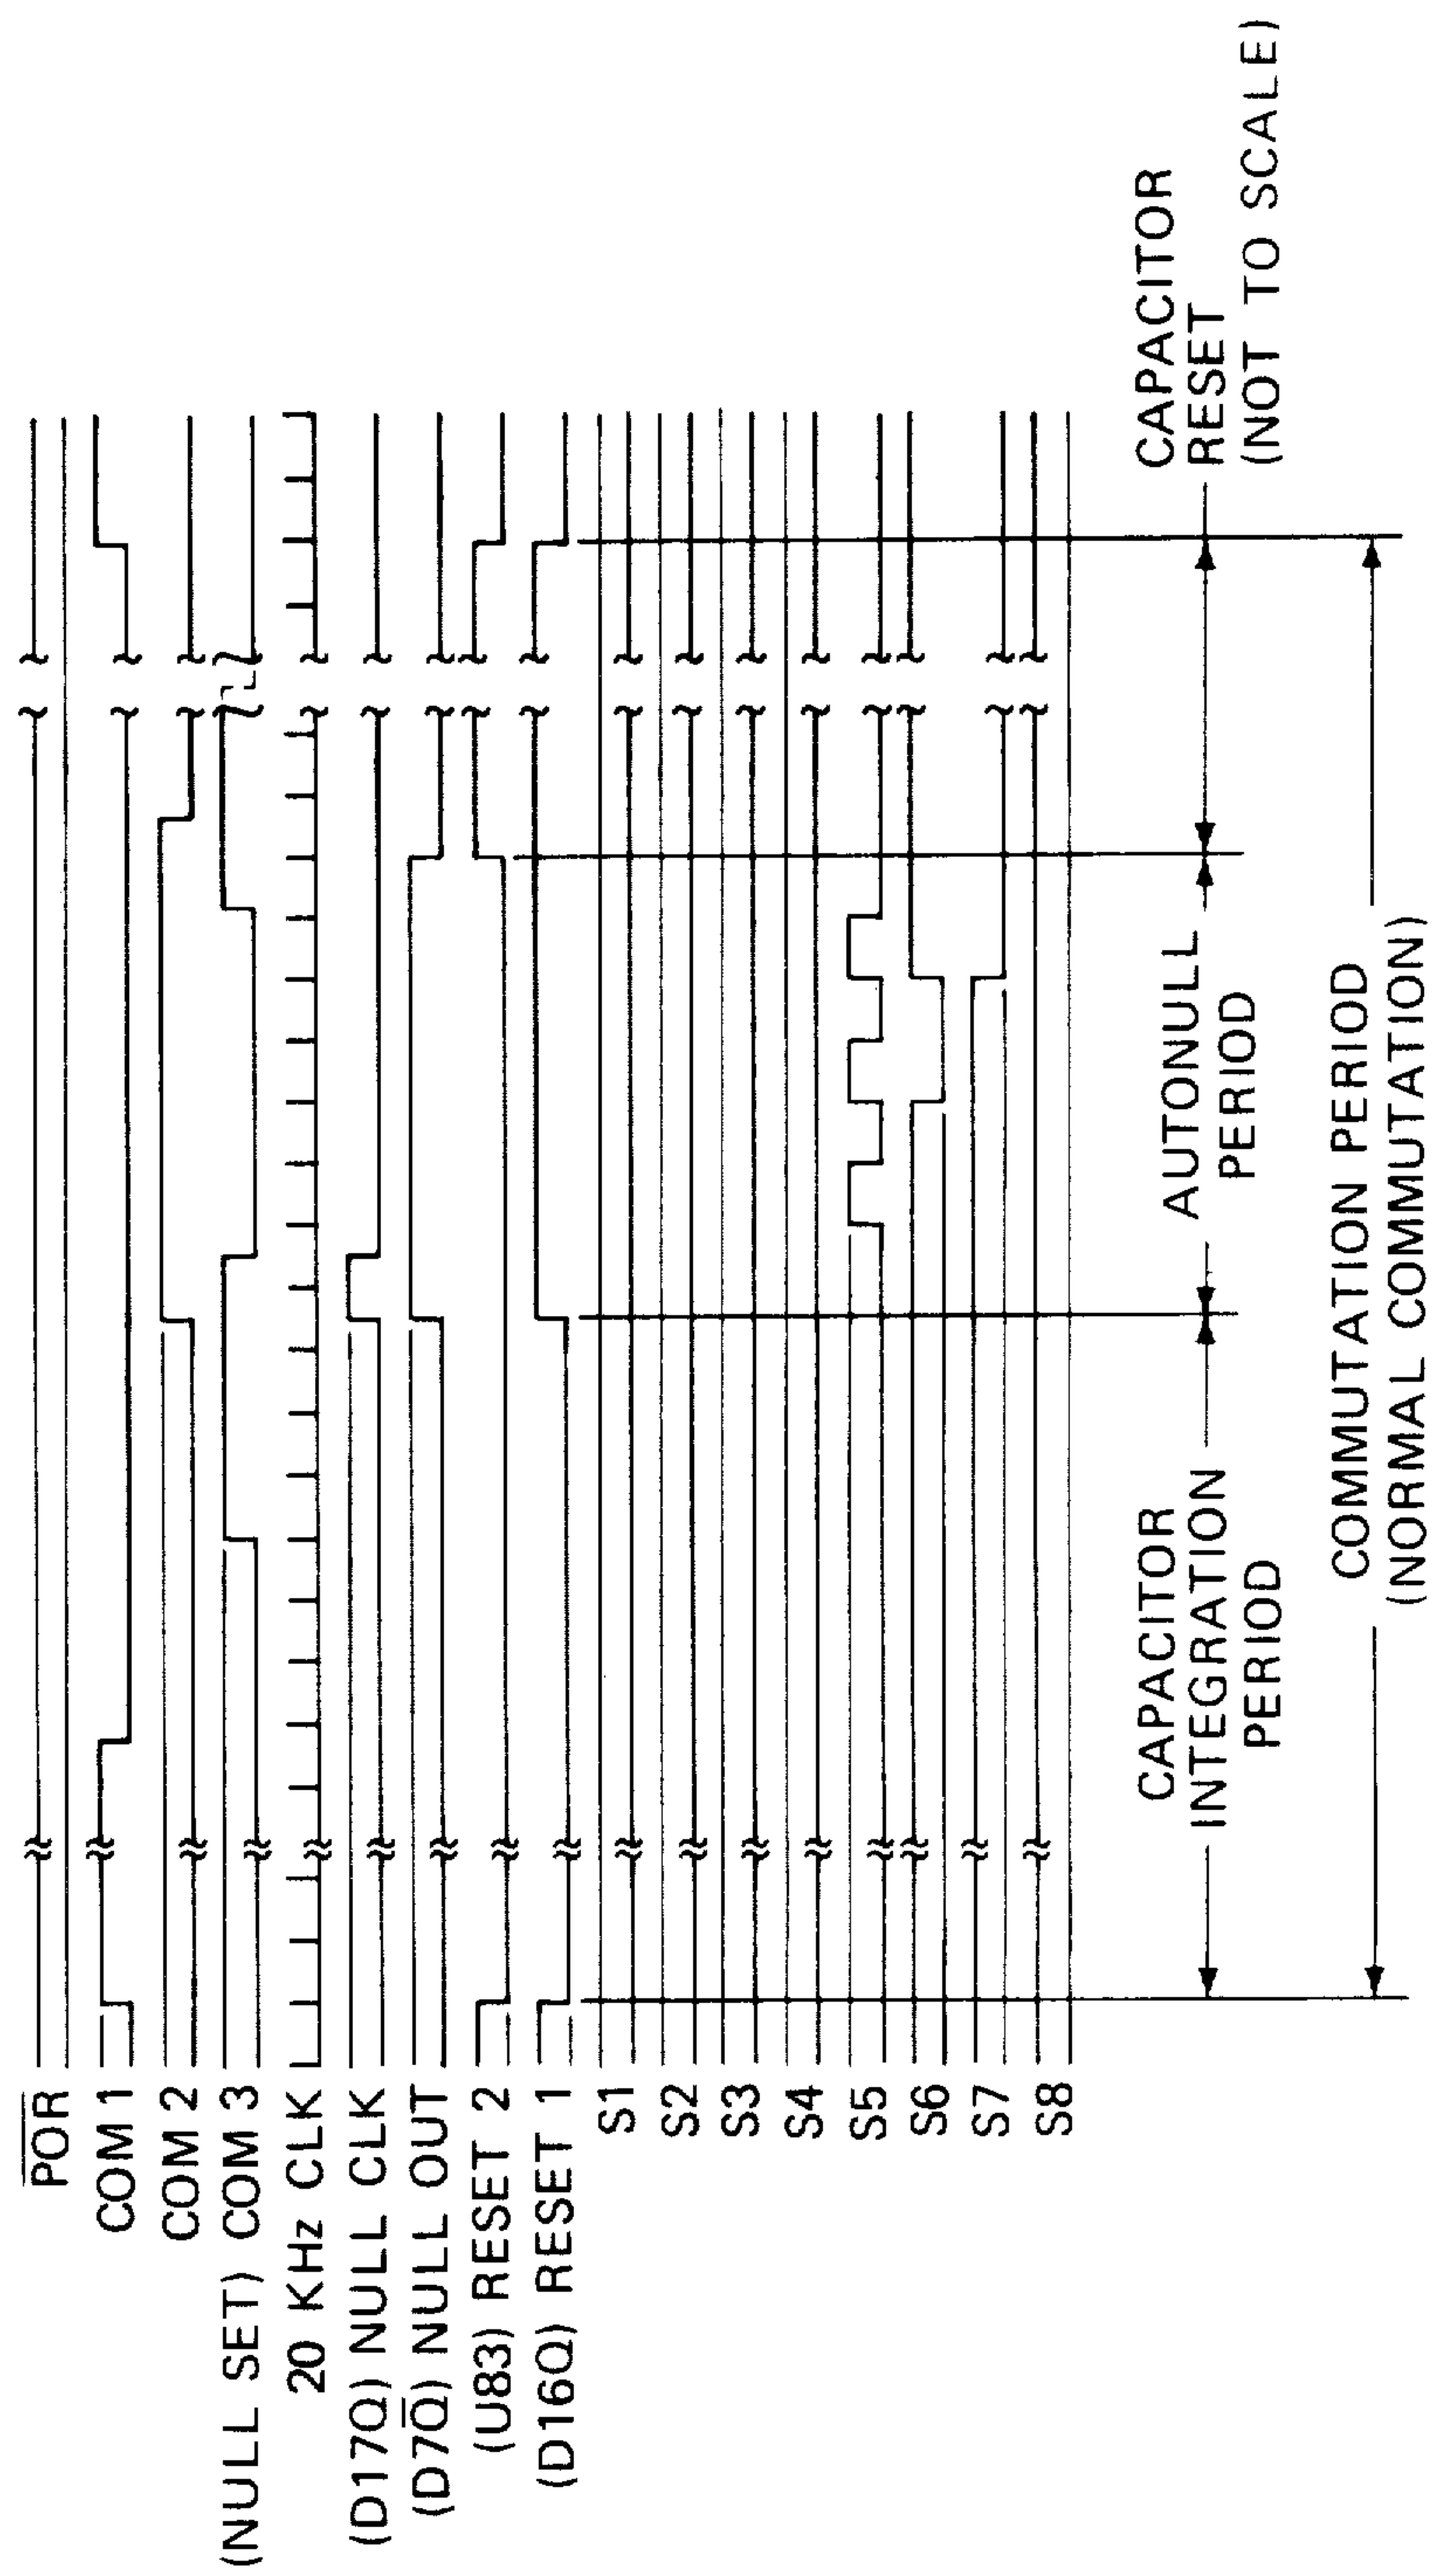 P̅O̅R̅
COM 1
COM 2
(NULL SET) COM 3
20 KHz CLK
(D17Q) NULL CLK
(D7Q̅) NULL OUT
(U83) RESET 2
(D16Q) RESET 1
S1
S2
S3
S4
S5
S6
S7
S8
CAPACITOR
INTEGRATION
PERIOD
AUTONULL
PERIOD
CAPACITOR
RESET
(NOT TO SCALE)
COMMUTATION PERIOD
(NORMAL COMMUTATION)